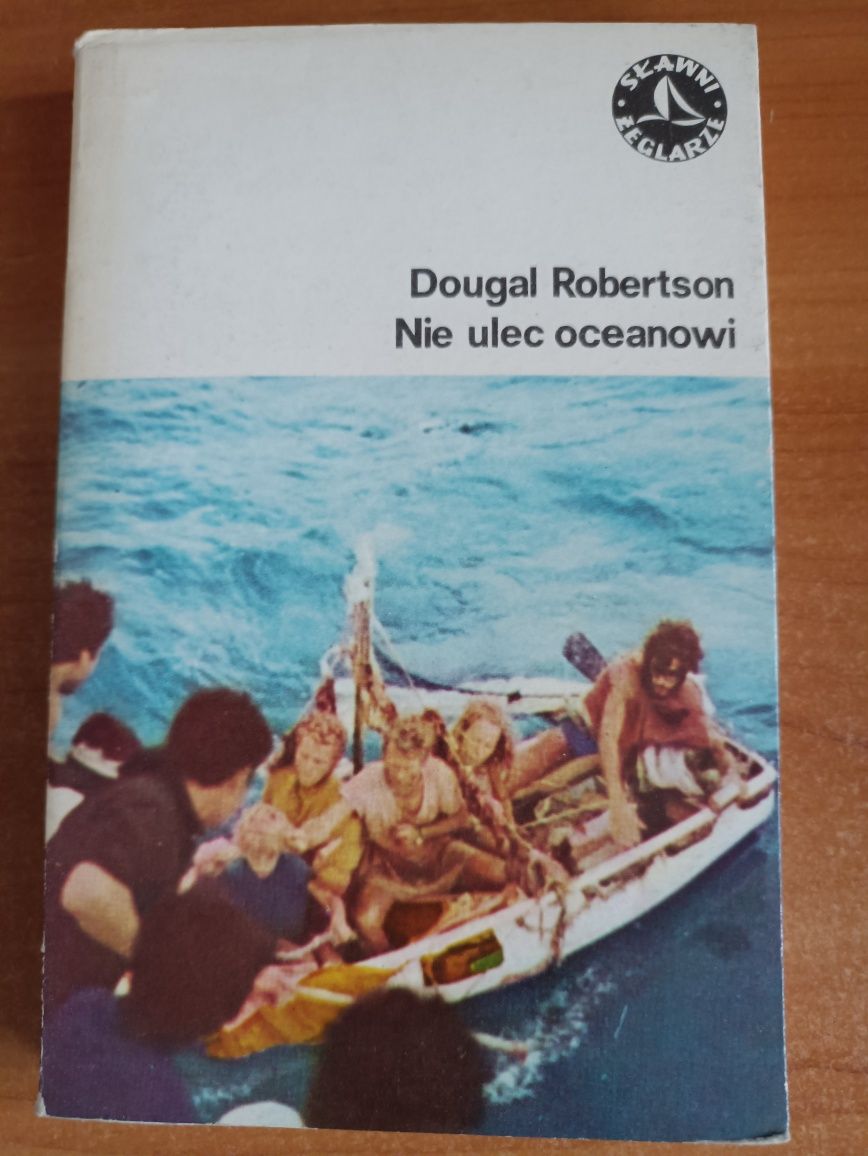 SŁAWNI
ŻEGLARZE
Dougal Robertson
Nie ulec oceanowi